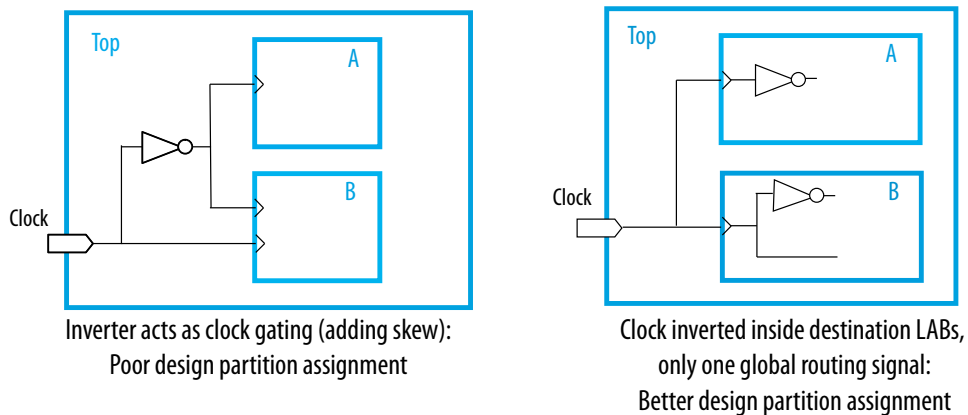 Top
A
B
Clock
Inverter acts as clock gating (adding skew):
Poor design partition assignment
Top
A
B
Clock
Clock inverted inside destination LABs,
only one global routing signal:
Better design partition assignment